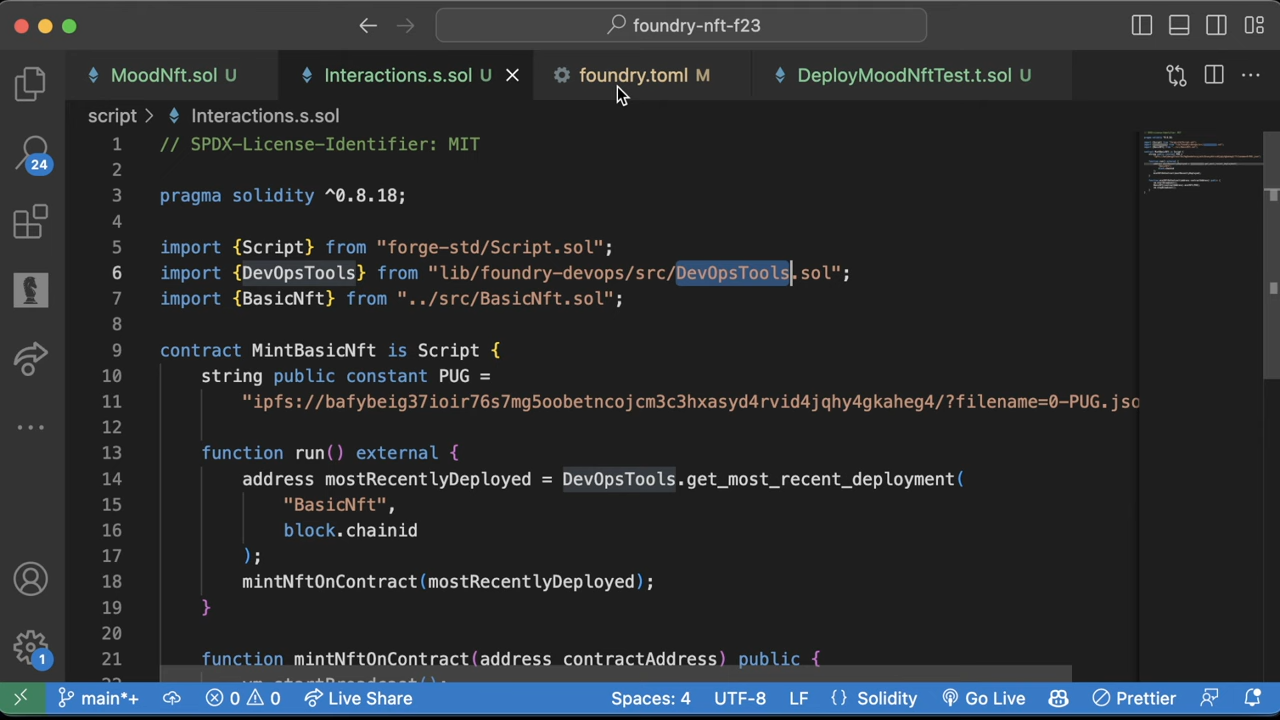 foundry-nft-f23
MoodNft.sol U
Interactions.s.sol U
foundry.toml M
DeployMoodNftTest.t.sol U
script > Interactions.s.sol
24
1 // SPDX-License-Identifier: MIT
2
3 pragma solidity ^0.8.18;
4
5 import {Script} from "forge-std/Script.sol";
6 import {DevOpsTools} from "lib/foundry-devops/src/DevOpsTools.sol";
7 import {BasicNft} from "../src/BasicNft.sol";
8
9 contract MintBasicNft is Script {
10 string public constant PUG =
11 "ipfs://bafybeig37ioir76s7mg5oobetncojcm3c3hxasyd4rvid4jqhy4gkaheg4/?filename=0-PUG.jso
12
13 function run() external {
14 address mostRecentlyDeployed = DevOpsTools.get_most_recent_deployment(
15 "BasicNft",
16 block.chainid
17 );
18 mintNftOnContract(mostRecentlyDeployed);
19 }
20
21 function mintNftOnContract(address contractAddress) public {
1
main*+
0 0
Live Share
Spaces: 4
UTF-8
LF
{} Solidity
Go Live
Prettier